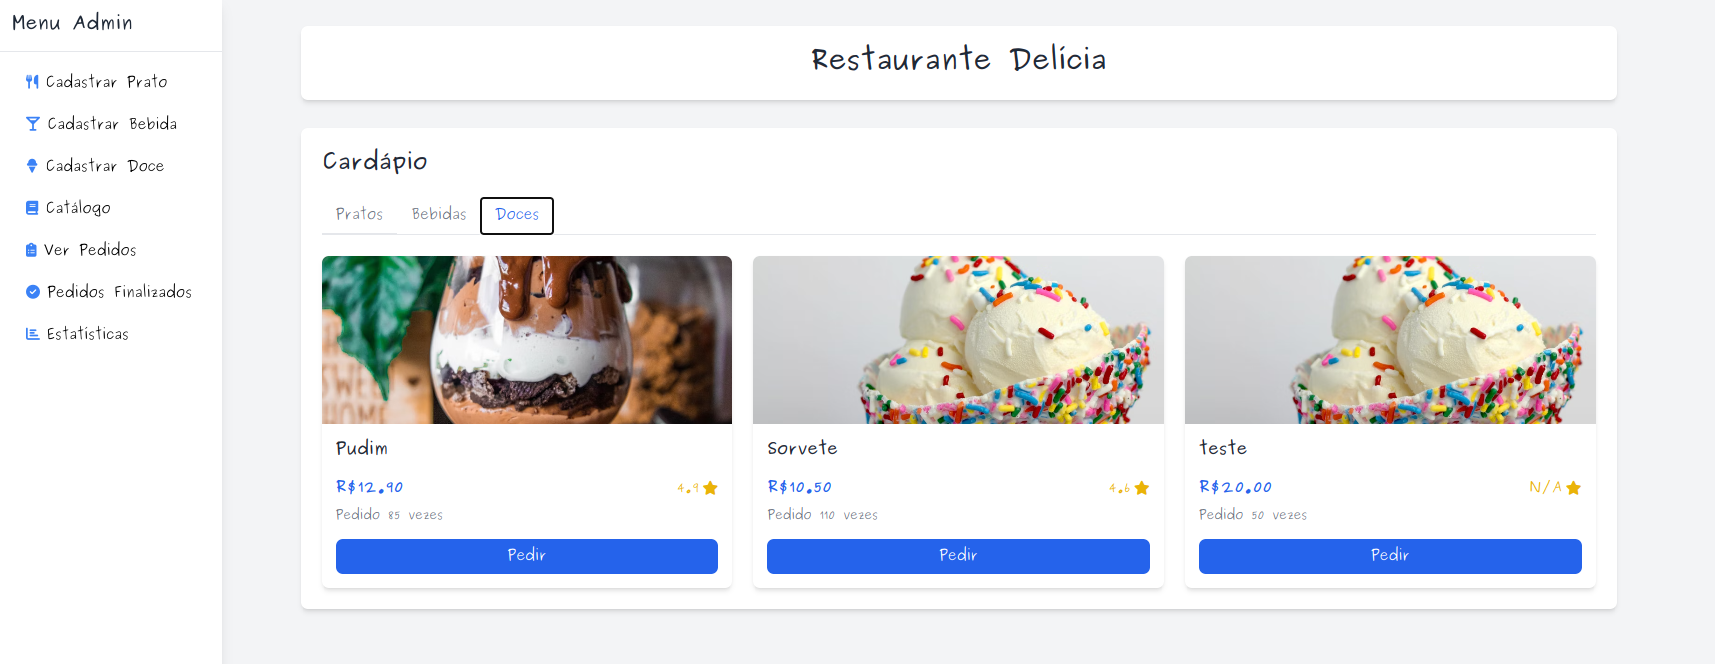 Menu Admin
Cadastrar Prato
Cadastrar Bebida
Cadastrar Doce
Catálogo
Ver Pedidos
Pedidos Finalizados
Estatisticas
Restaurante Delícia
Cardápio
Pratos Bebidas Doces
SWEET
HOME
Pudim
R$12.90 4.9
Pedido 85 vezes
Pedir
Sorvete
R$10.50 4.6
Pedido 110 vezes
Pedir
teste
R$20.00 N/A
Pedido 50 vezes
Pedir